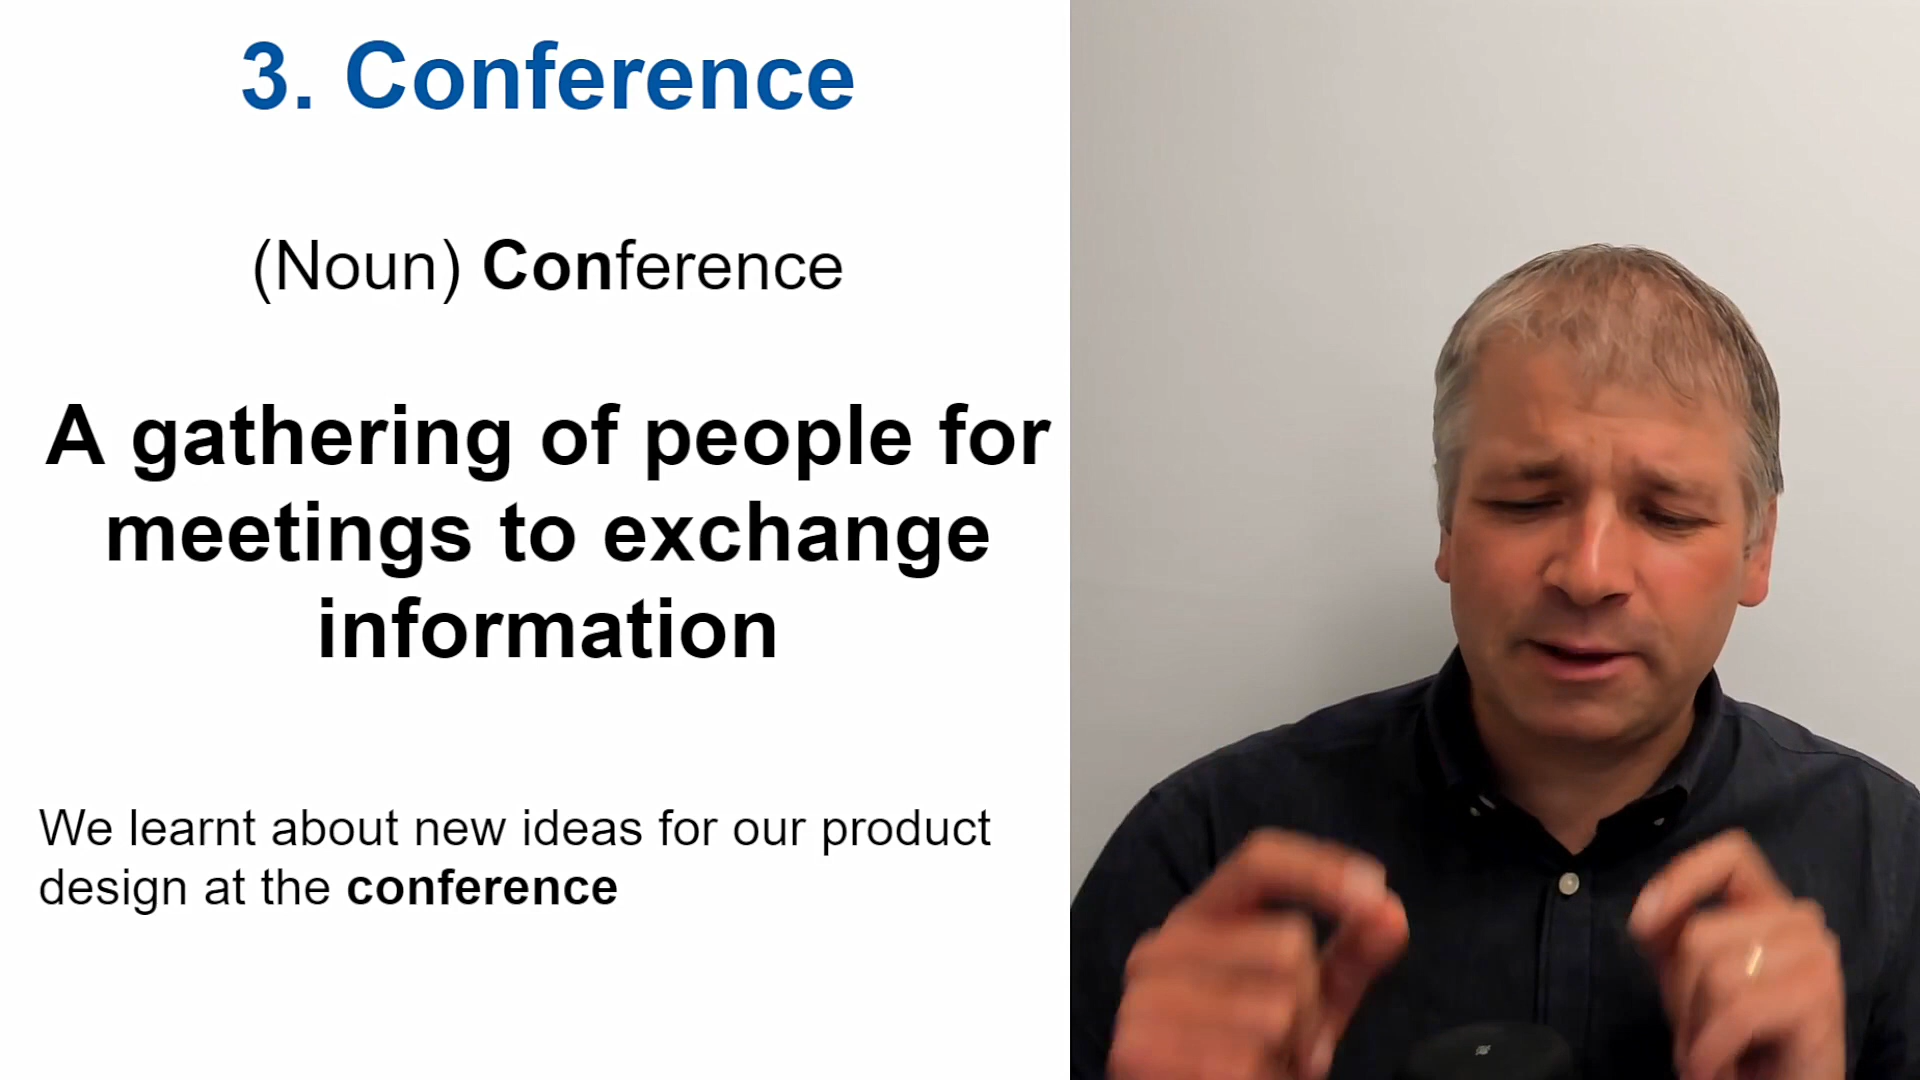 3. Conference
(Noun) Conference
A gathering of people for
meetings to exchange
information
We learnt about new ideas for our product
design at the conference